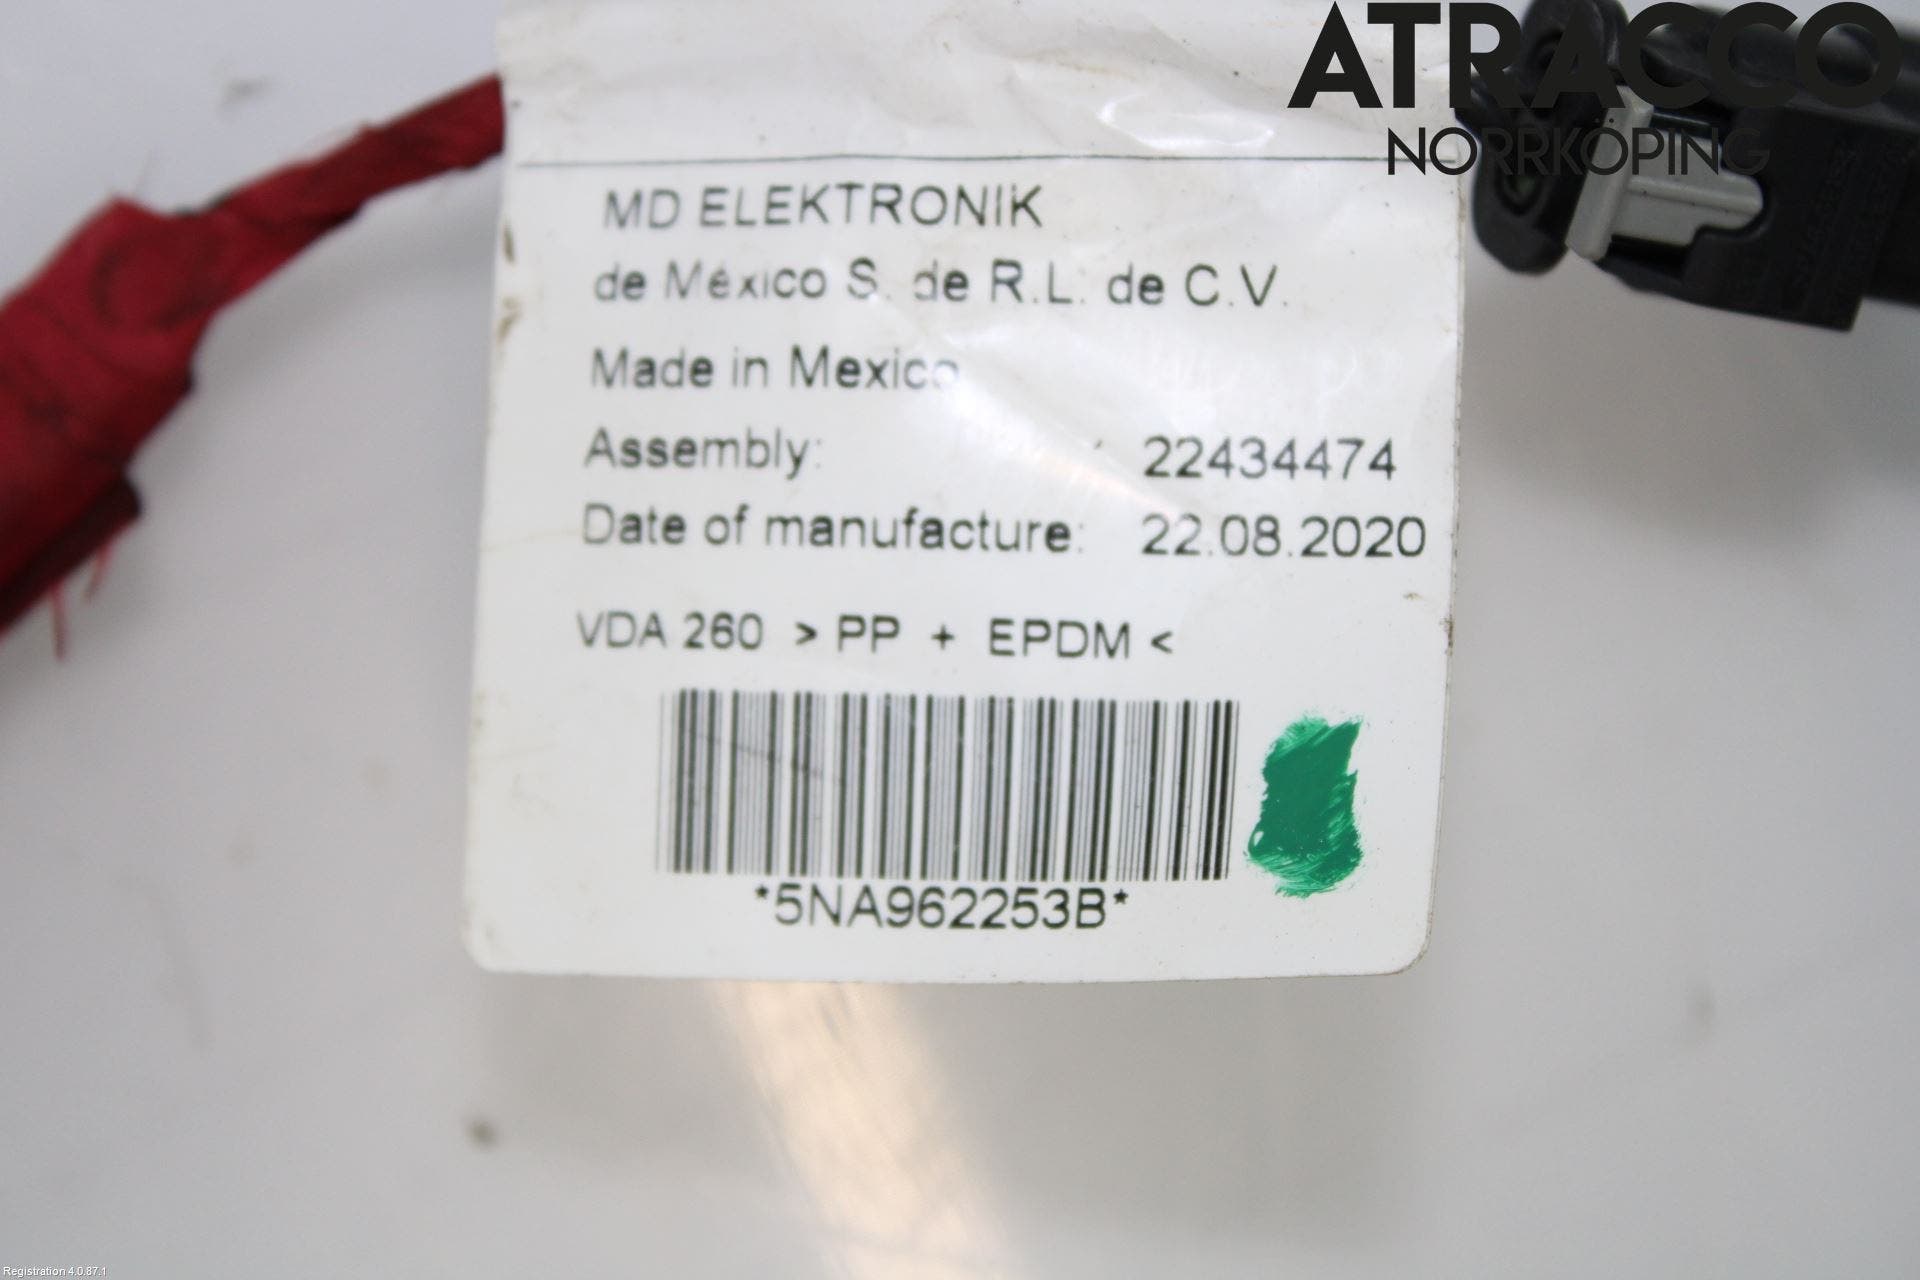 ATRACCO
NORRKÖPING
MD ELEKTRONIK
de México S. de R.L. de C.V.
Made in Mexico
Assembly: 22434474
Date of manufacture: 22.08.2020
VDA 260 > PP + EPDM <
*5NA962253B*
Registration 4.0.87.1